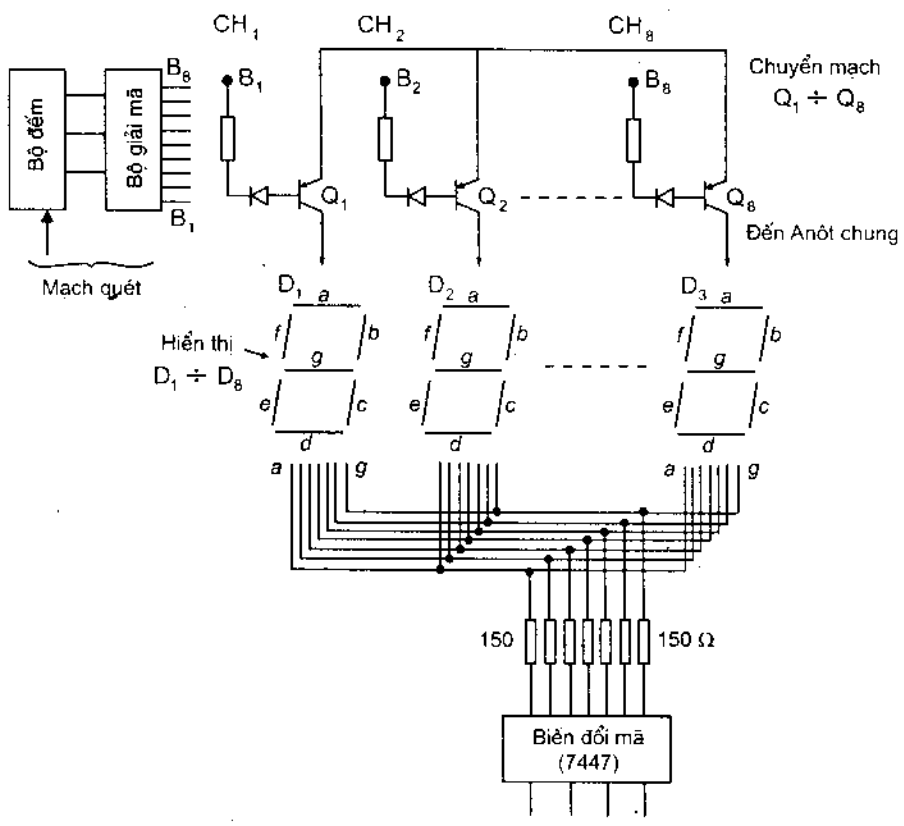 CH₁
CH₂
CH₈
Bộ đếm
Bộ giải mã
B₈
B₁
B₁
B₂
B₈
Chuyển mạch
Q₁ ÷ Q₈
Q₁
Q₂
Q₈
Đến Anôt chung
Mạch quét
D₁
a
f
b
g
e
c
d
a
g
D₂
a
f
b
g
e
c
d
D₃
a
f
b
g
e
c
d
a
g
Hiển thị
D₁ ÷ D₈
150
150 Ω
Biến đổi mã
(7447)